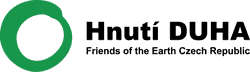 Hnutí DUHA
Friends of the Earth Czech Republic